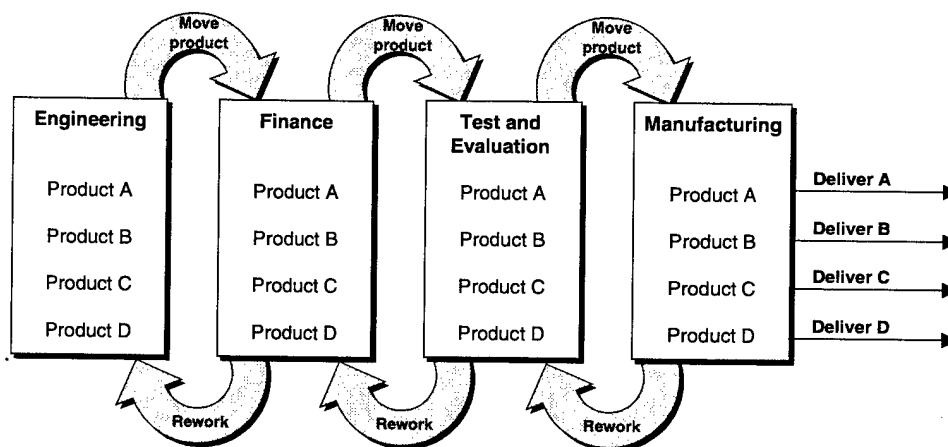 Move
product
Move
product
Move
product
Engineering
Product A
Product B
Product C
Product D
Finance
Product A
Product B
Product C
Product D
Test and
Evaluation
Product A
Product B
Product C
Product D
Manufacturing
Product A
Product B
Product C
Product D
Deliver A
Deliver B
Deliver C
Deliver D
Rework
Rework
Rework